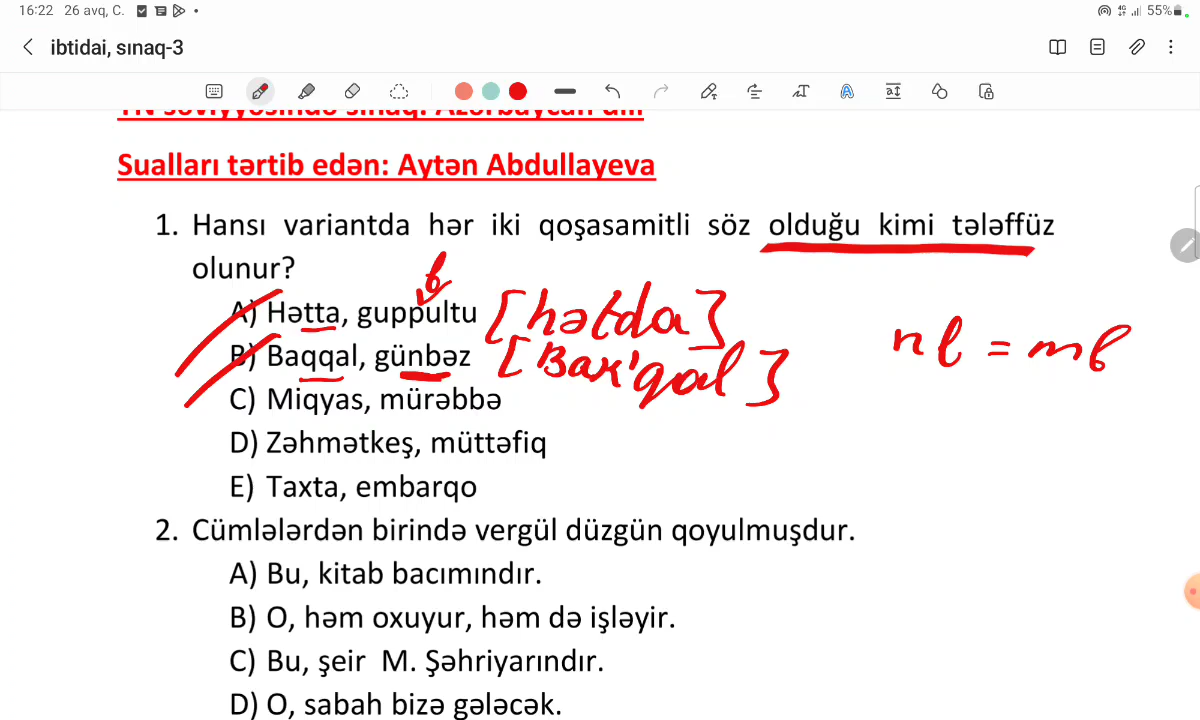 16:22 26 avq, C. 4G 55%
ibtidai, sınaq-3
Sualları tərtib edən: Aytən Abdullayeva
1. Hansı variantda hər iki qoşasamitli söz olduğu kimi tələffüz
olunur?
b
A) Hətta, guppultu [hətda]
B) Baqqal, günbəz [Bax'qal] nb = mb
C) Miqyas, mürəbbə
D) Zəhmətkeş, müttəfiq
E) Taxta, embarqo
2. Cümlələrdən birində vergül düzgün qoyulmuşdur.
A) Bu, kitab bacımındır.
B) O, həm oxuyur, həm də işləyir.
C) Bu, şeir M. Şəhriyarındır.
D) O, sabah bizə gələcək.